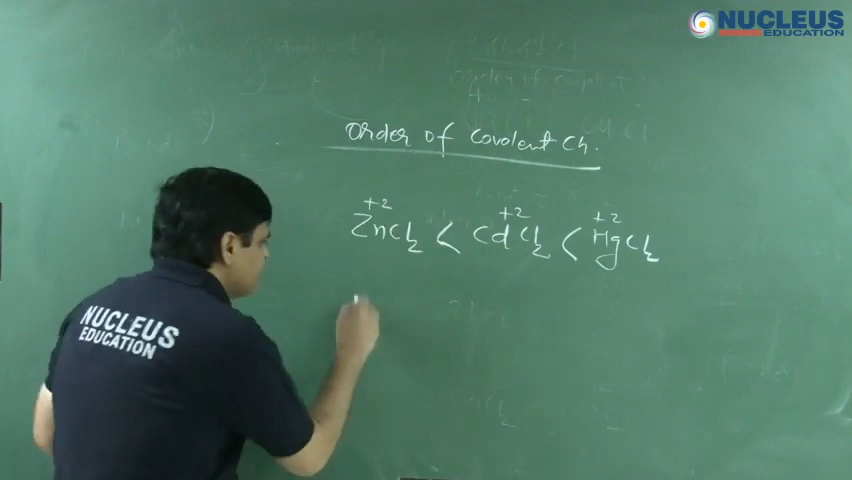 NUCLEUS
EDUCATION
Order of Covalent Ch.
+2 +2 +2
ZnCl2 < CdCl2 < HgCl2
NUCLEUS
EDUCATION